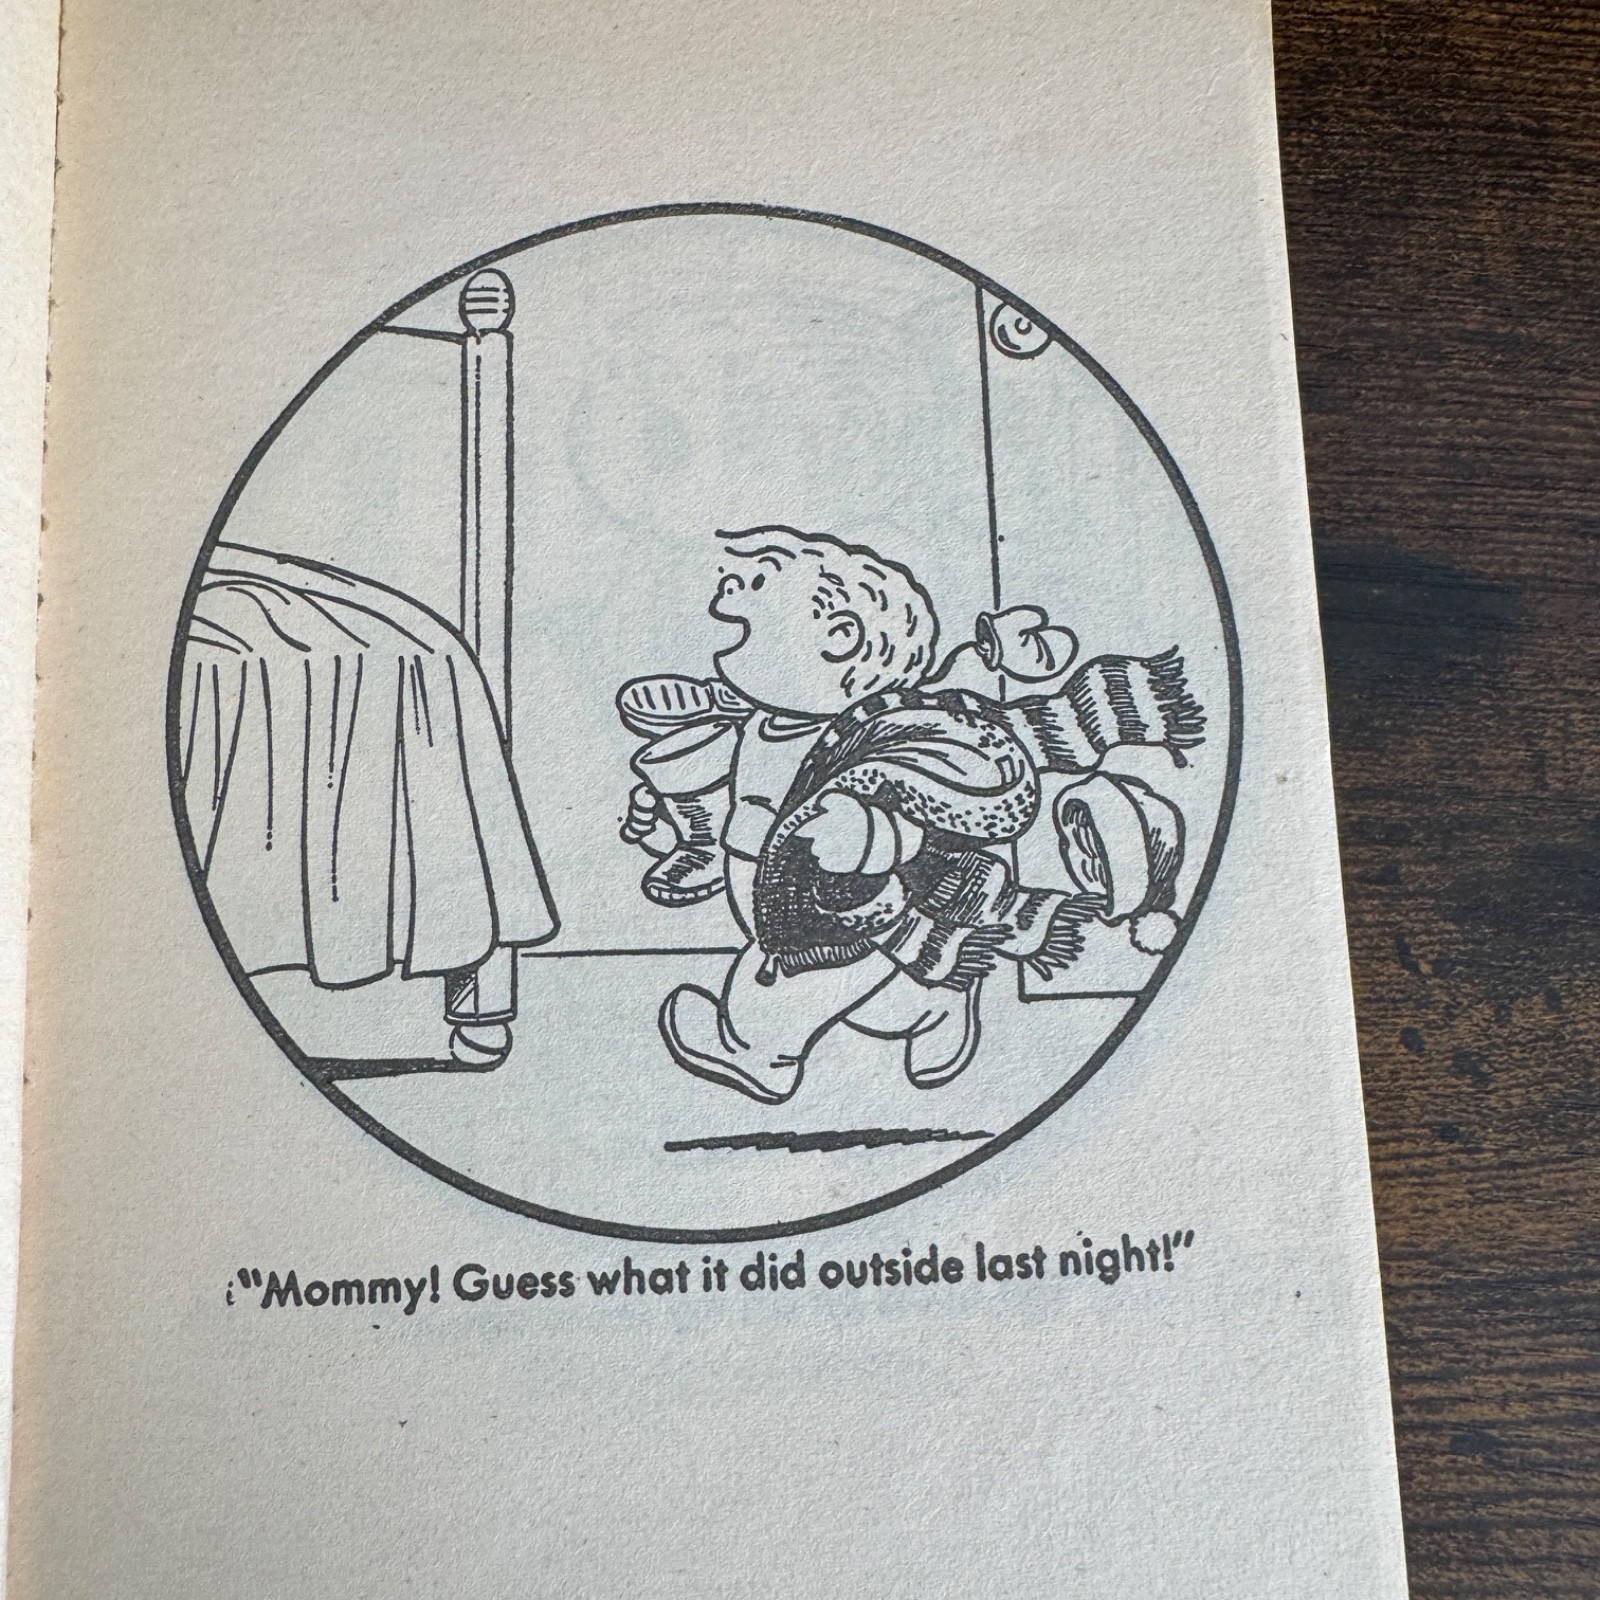 "Mommy! Guess what it did outside last night!"